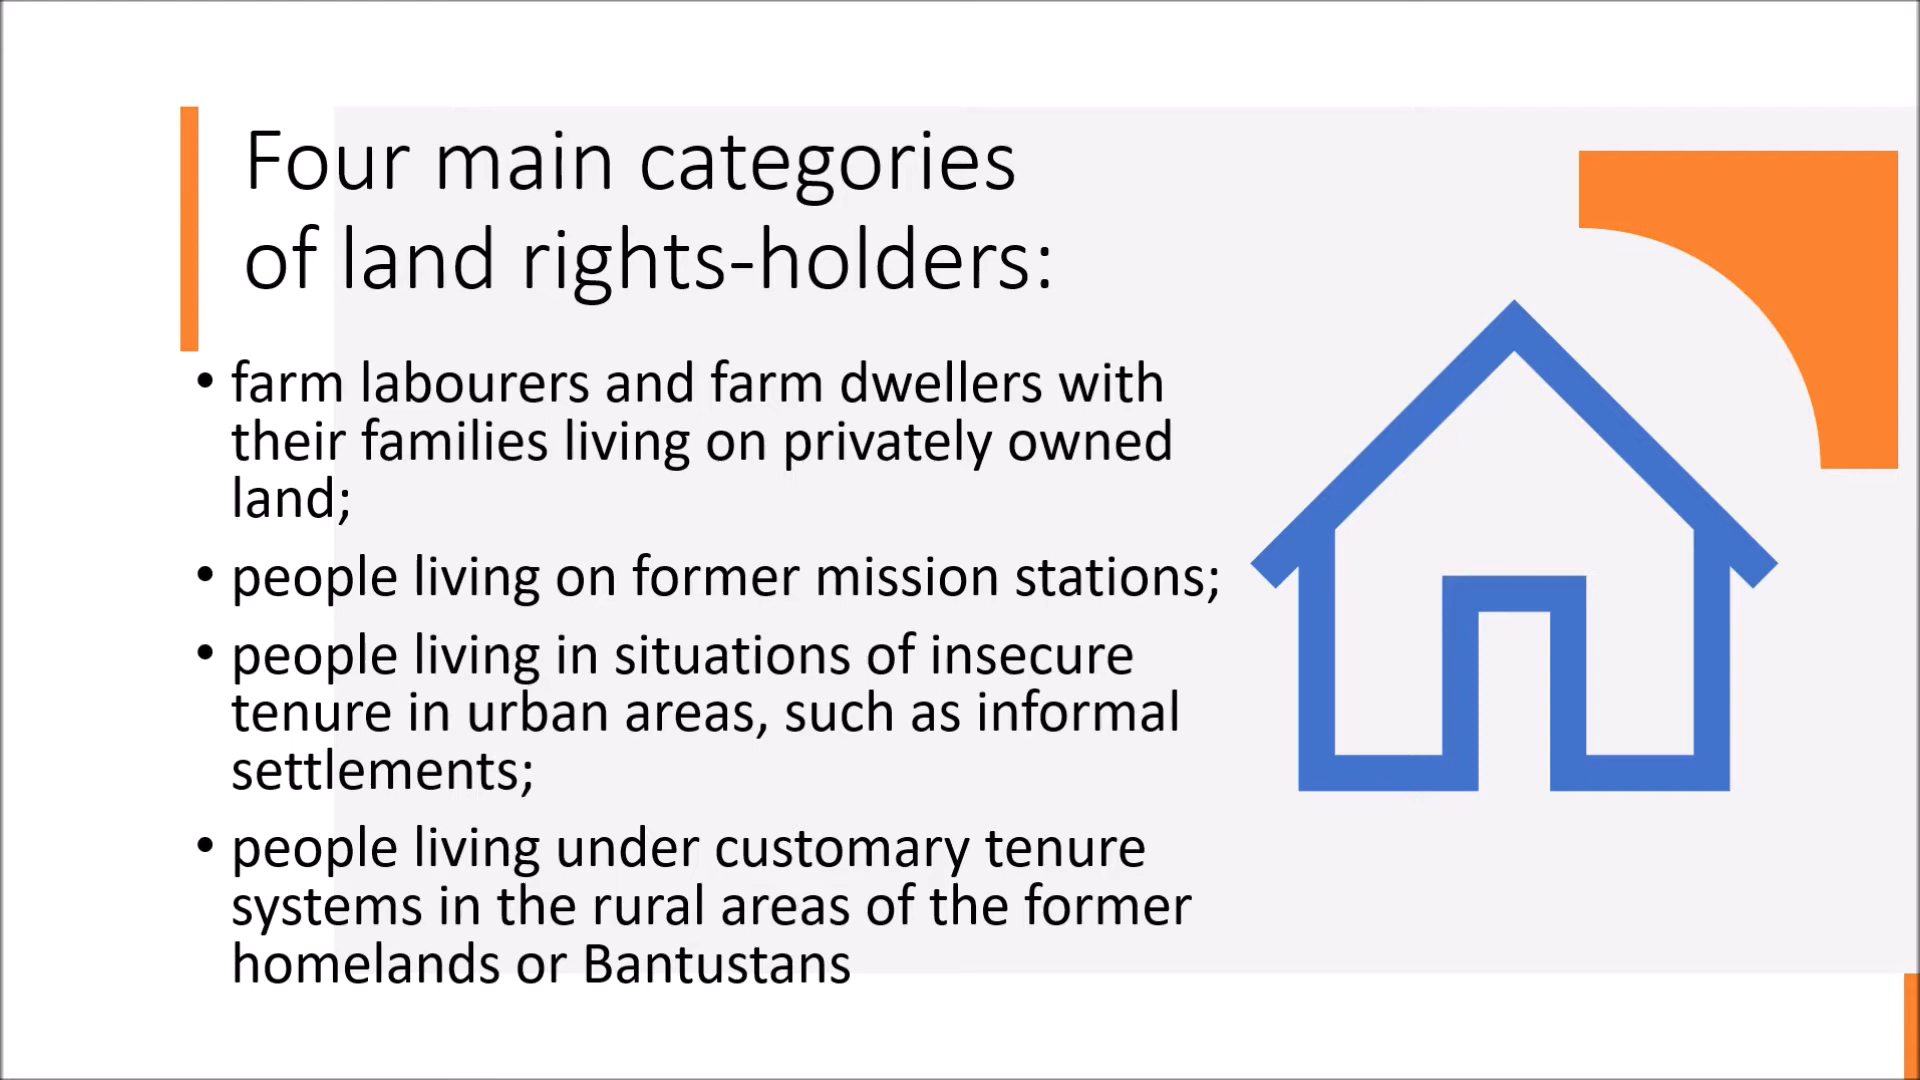 Four main categories
of land rights-holders:
• farm labourers and farm dwellers with
their families living on privately owned
land;
• people living on former mission stations;
• people living in situations of insecure
tenure in urban areas, such as informal
settlements;
• people living under customary tenure
systems in the rural areas of the former
homelands or Bantustans